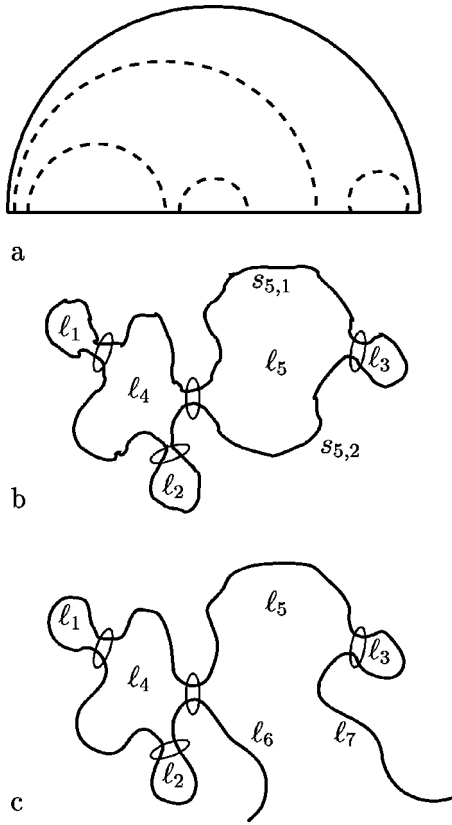 a
s₅,₁
ℓ₁
ℓ₃
ℓ₅
ℓ₄
s₅,₂
ℓ₂
b
ℓ₁
ℓ₅
ℓ₃
ℓ₄
ℓ₆
ℓ₇
ℓ₂
c